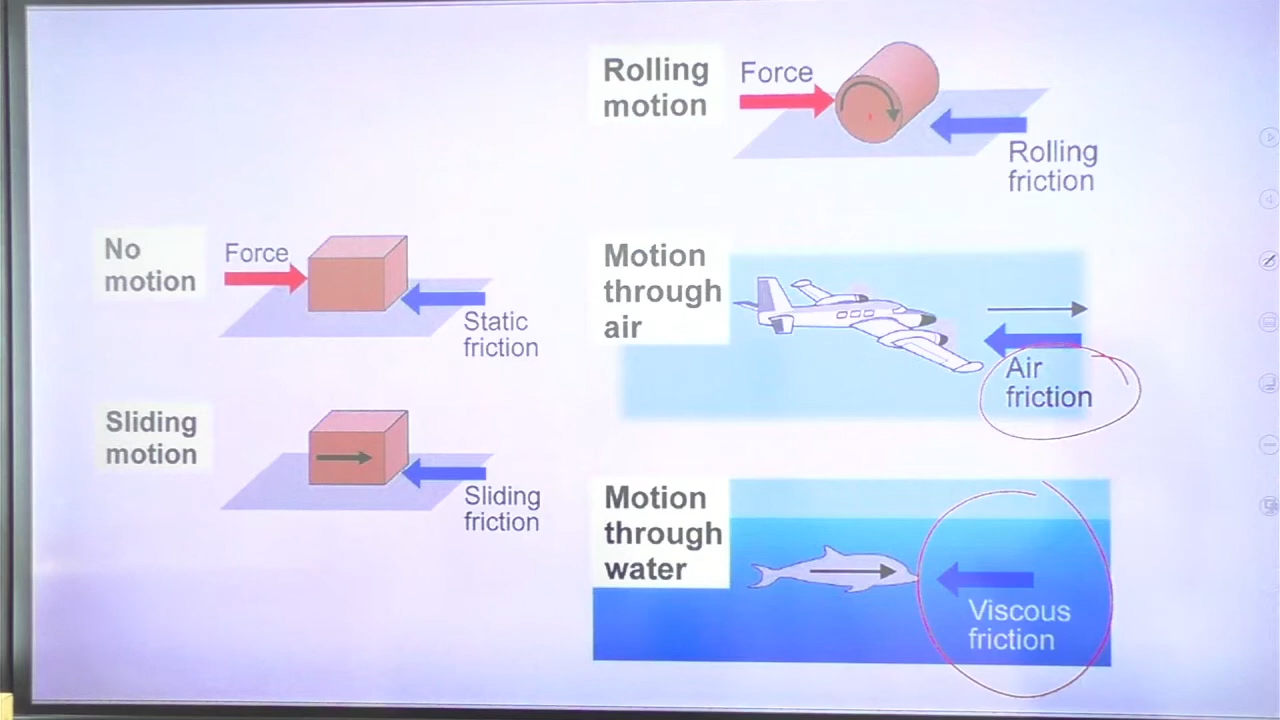 No
motion
Force
Static
friction
Sliding
motion
Sliding
friction
Rolling
motion
Force
Rolling
friction
Motion
through
air
Air
friction
Motion
through
water
Viscous
friction